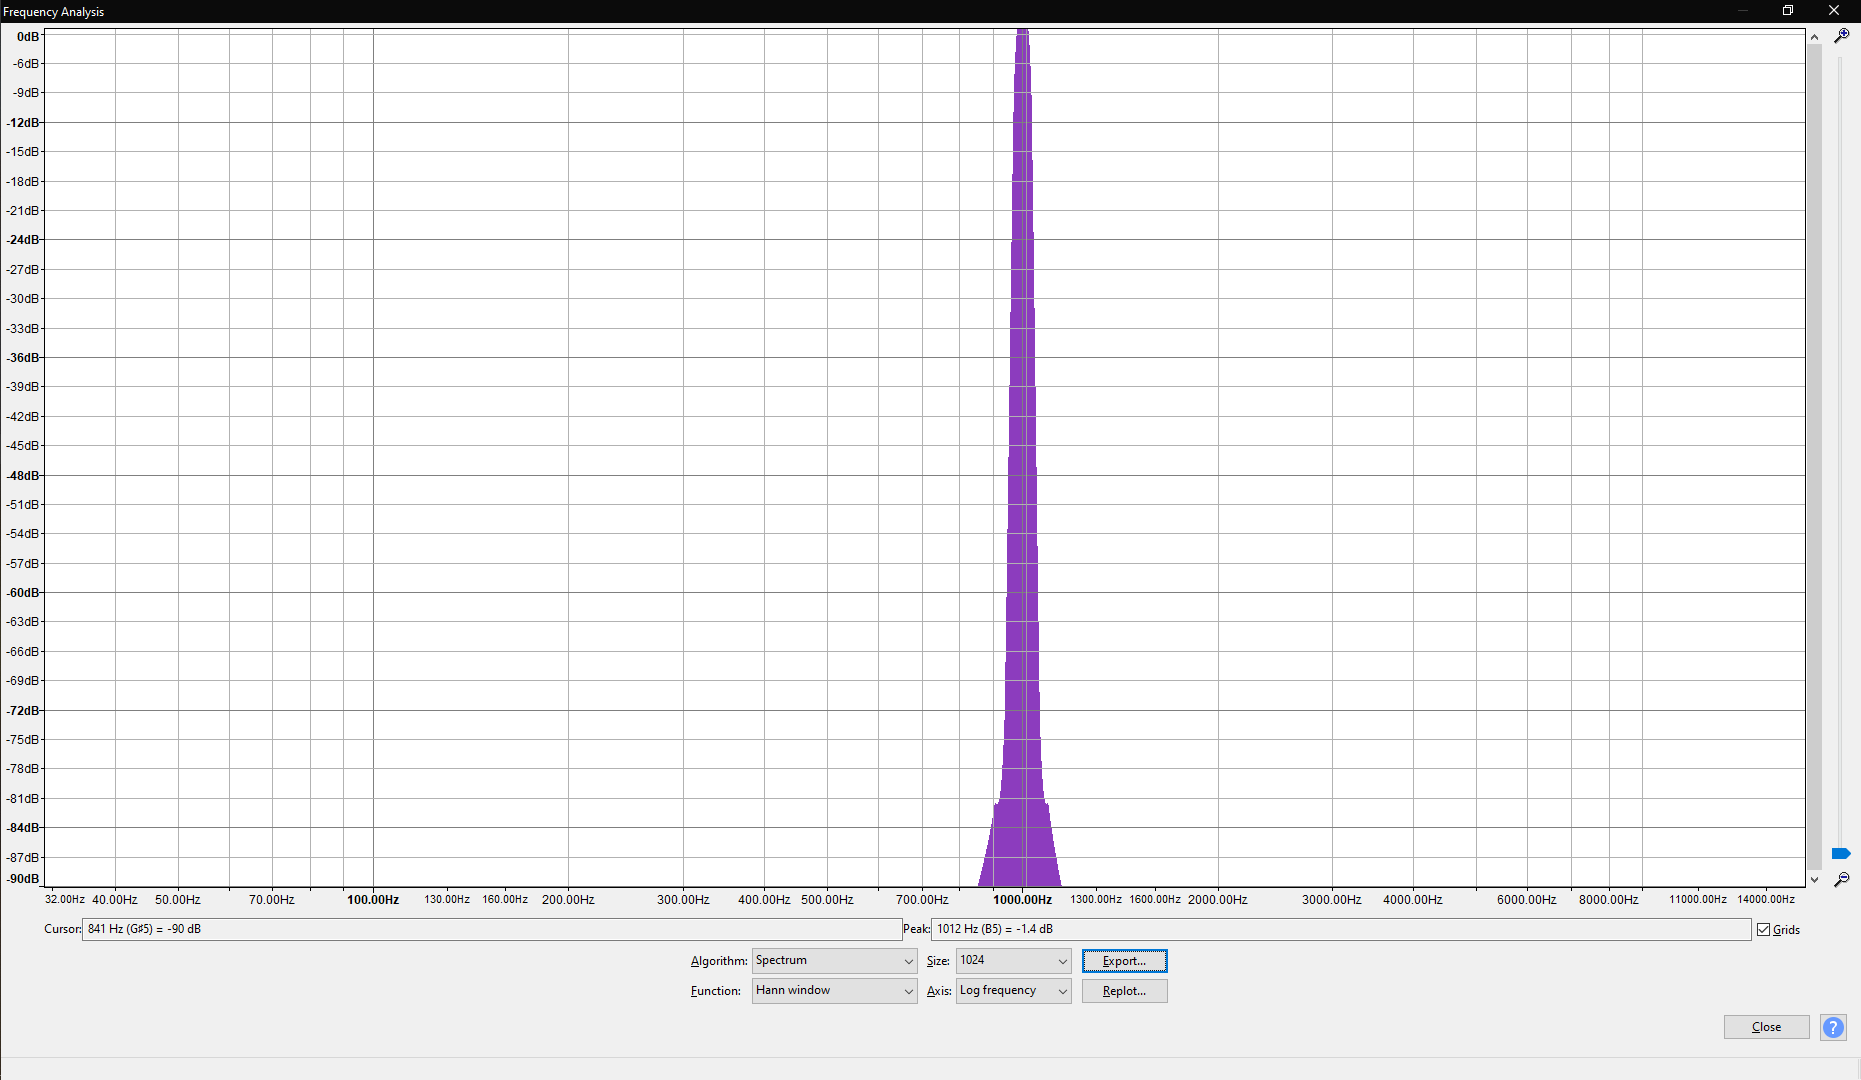 Frequency Analysis
0dB
-6dB
-9dB
-12dB
-15dB
-18dB
-21dB
-24dB
-27dB
-30dB
-33dB
-36dB
-39dB
-42dB
-45dB
-48dB
-51dB
-54dB
-57dB
-60dB
-63dB
-66dB
-69dB
-72dB
-75dB
-78dB
-81dB
-84dB
-87dB
-90dB
32.00Hz 40.00Hz 50.00Hz 70.00Hz 100.00Hz 130.00Hz 160.00Hz 200.00Hz 300.00Hz 400.00Hz 500.00Hz 700.00Hz 1000.00Hz 1300.00Hz 1600.00Hz 2000.00Hz 3000.00Hz 4000.00Hz 6000.00Hz 8000.00Hz 11000.00Hz 14000.00Hz
Cursor: 841 Hz (G♯5) = -90 dB Peak: 1012 Hz (B5) = -1.4 dB Grids
Algorithm: Spectrum Size: 1024 Export...
Function: Hann window Axis: Log frequency Replot...
Close ?